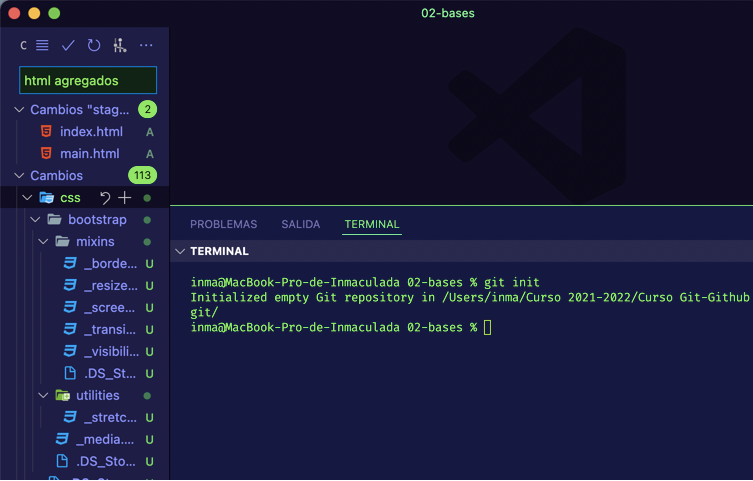 02-bases
C
html agregados
Cambios "stag... 2
index.html A
main.html A
Cambios 113
css
bootstrap
mixins
_borde... U
_resize... U
_scree... U
_transi... U
_visibili... U
.DS_St... U
utilities
_stretc... U
_media.... U
.DS_Sto... U
PROBLEMAS SALIDA TERMINAL
TERMINAL
inma@MacBook-Pro-de-Inmaculada 02-bases % git init
Initialized empty Git repository in /Users/inma/Curso 2021-2022/Curso Git-Github
git/
inma@MacBook-Pro-de-Inmaculada 02-bases %